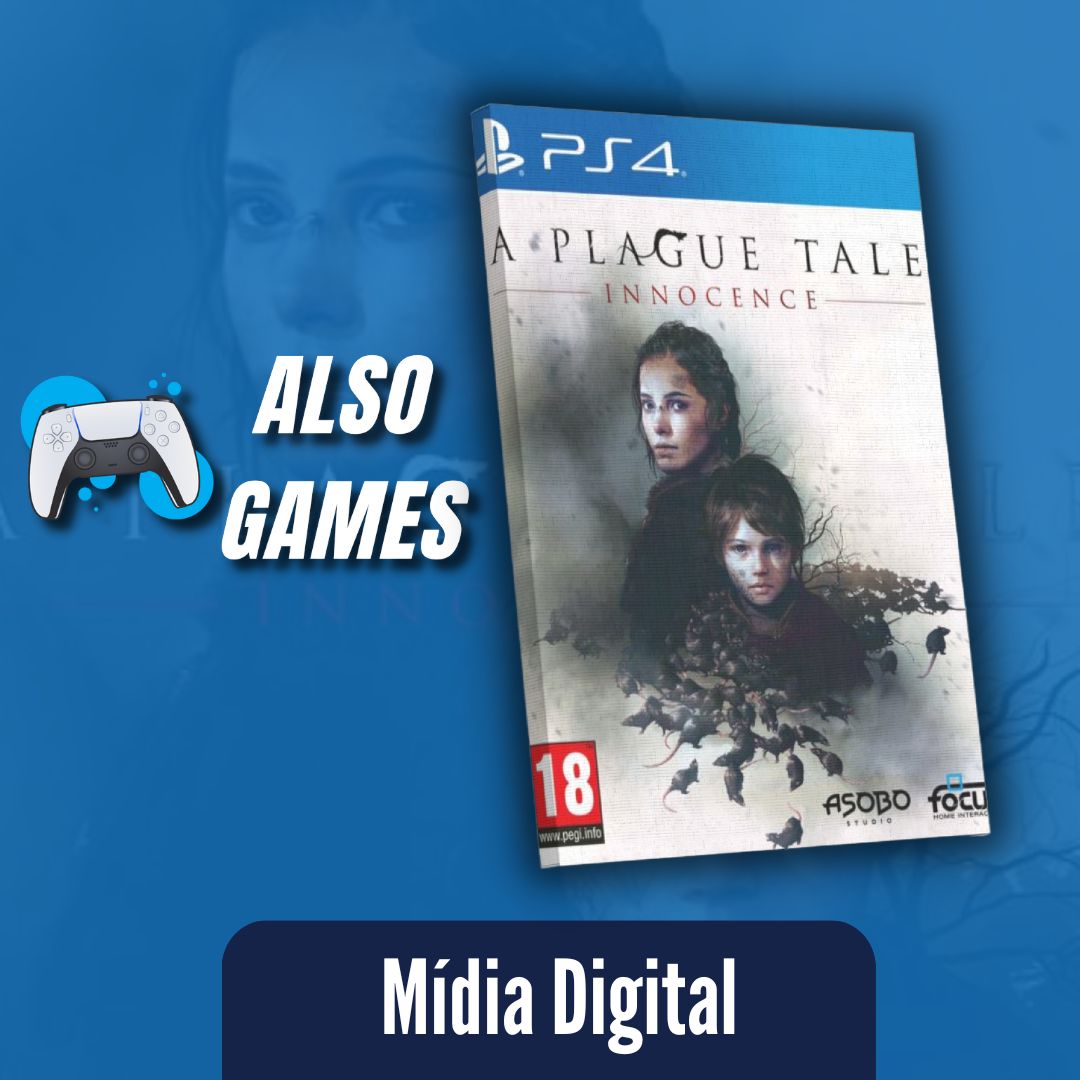 ALSO
GAMES
PS4
A PLAGUE TALE
INNOCENCE
18
www.pegi.info
ASOBO
STUDIO
focu
HOME INTERAC
Mídia Digital